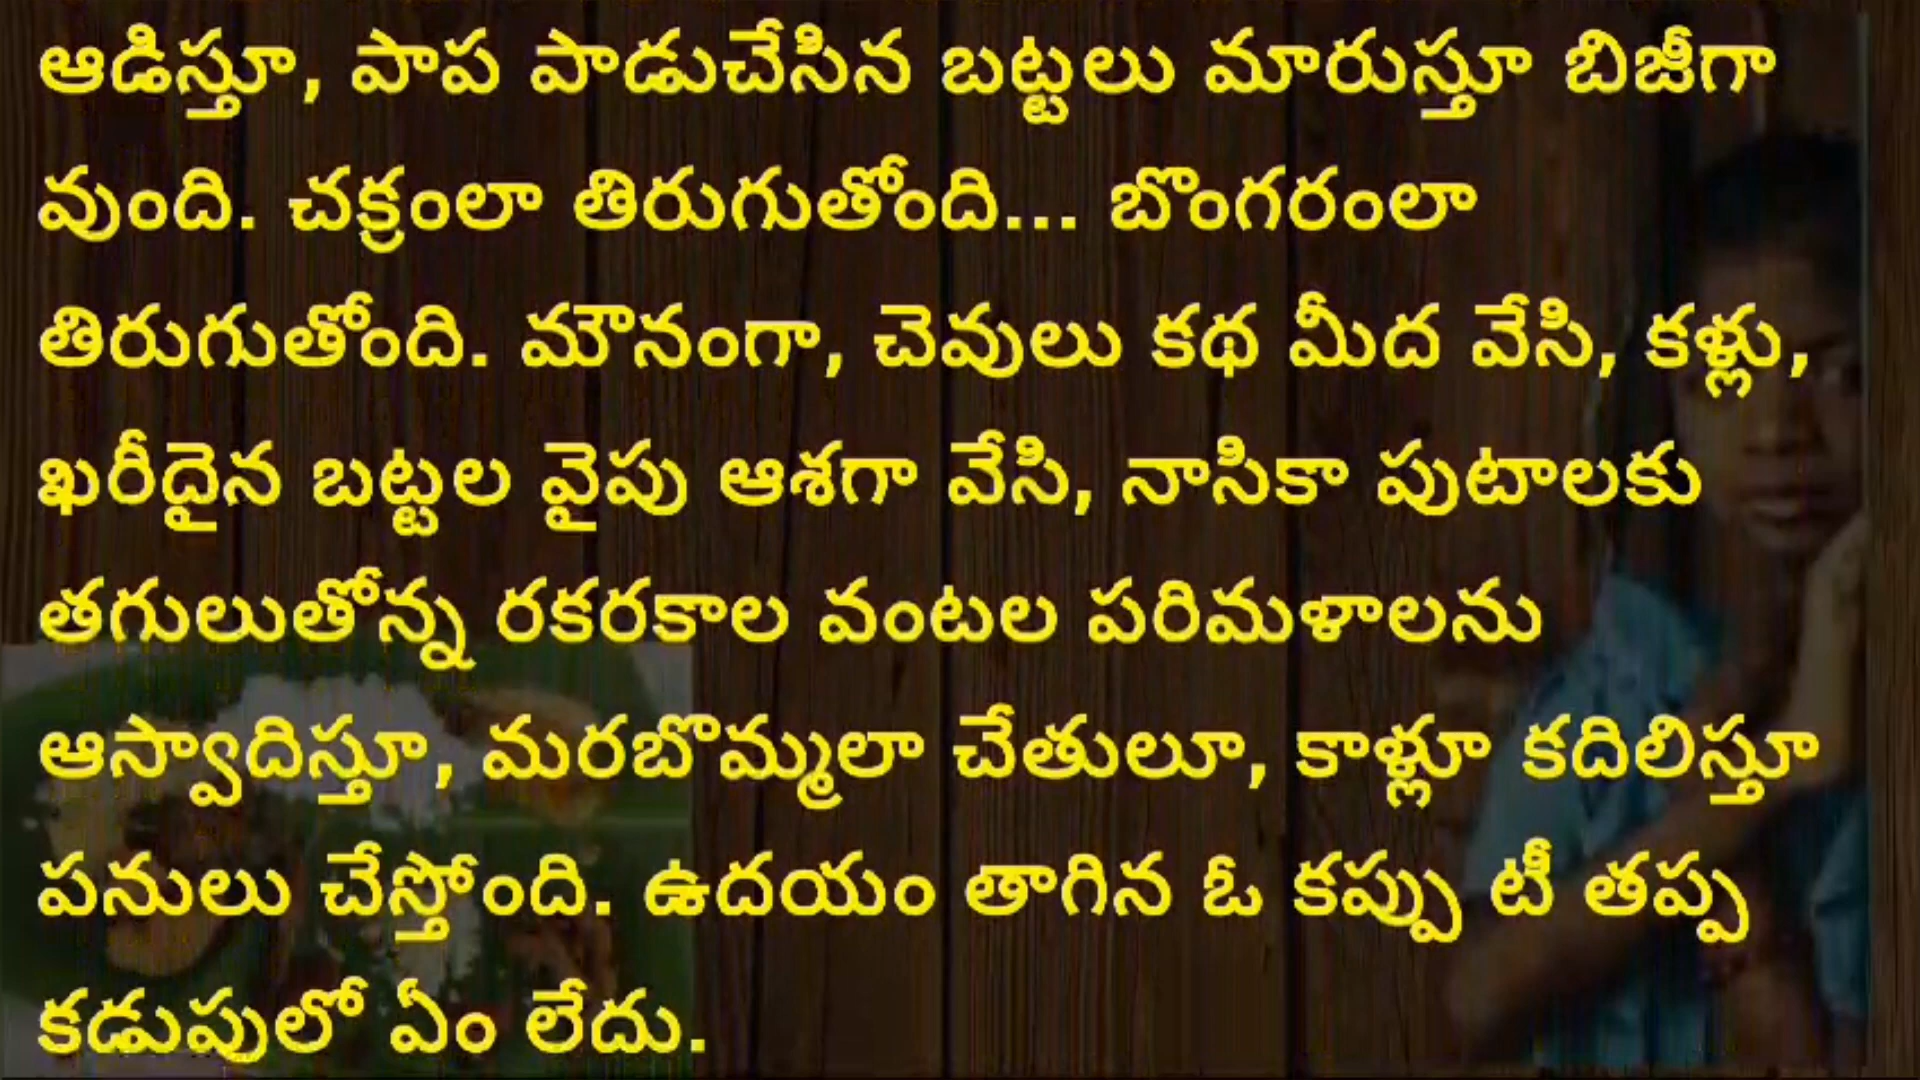 ఆడిస్తూ, పాప పాడుచేసిన బట్టలు మారుస్తూ బిజీగా
వుంది. చక్రంలా తిరుగుతోంది... బొంగరంలా
తిరుగుతోంది. మౌనంగా, చెవులు కథ మీద వేసి, కళ్లు,
ఖరీదైన బట్టల వైపు ఆశగా వేసి, నాసికా పుటాలకు
తగులుతోన్న రకరకాల వంటల పరిమళాలను
ఆస్వాదిస్తూ, మరబొమ్మలా చేతులూ, కాళ్లూ కదిలిస్తూ
పనులు చేస్తోంది. ఉదయం తాగిన ఓ కప్పు టీ తప్ప
కడుపులో ఏం లేదు.